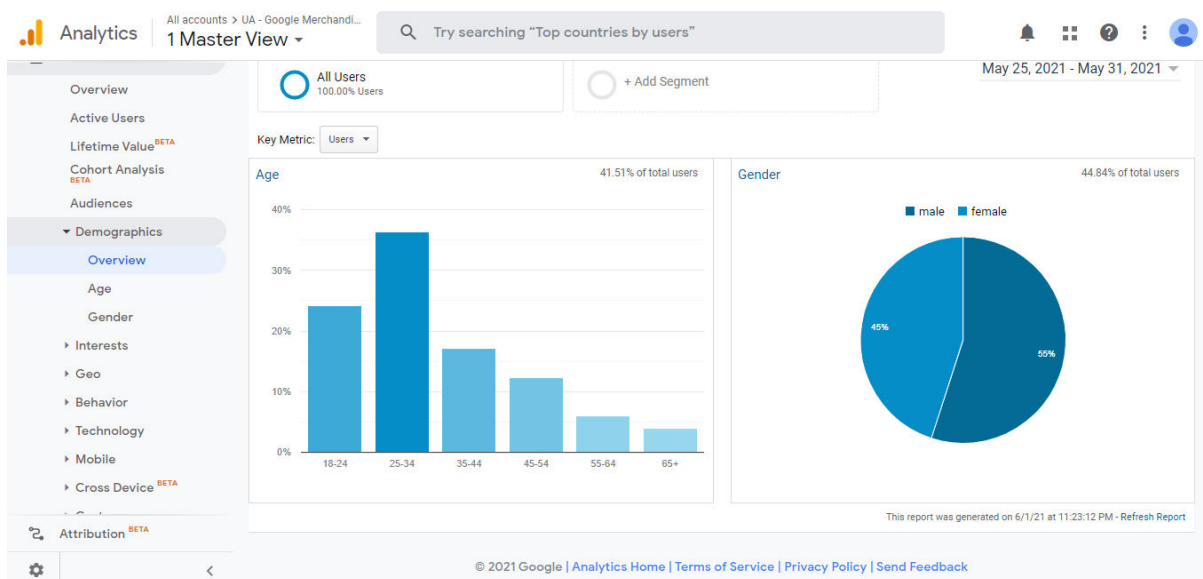 Analytics
All accounts > UA - Google Merchandi...
1 Master View
Try searching “Top countries by users”
Overview
Active Users
Lifetime Value BETA
Cohort Analysis
BETA
Audiences
Demographics
Overview
Age
Gender
Interests
Geo
Behavior
Technology
Mobile
Cross Device BETA
Attribution BETA
All Users
100.00% Users
+ Add Segment
May 25, 2021 - May 31, 2021
Key Metric: Users
Age
41.51% of total users
40%
30%
20%
10%
0%
18-24 25-34 35-44 45-54 55-64 65+
Gender
44.84% of total users
male female
45%
55%
This report was generated on 6/1/21 at 11:23:12 PM - Refresh Report
© 2021 Google | Analytics Home | Terms of Service | Privacy Policy | Send Feedback